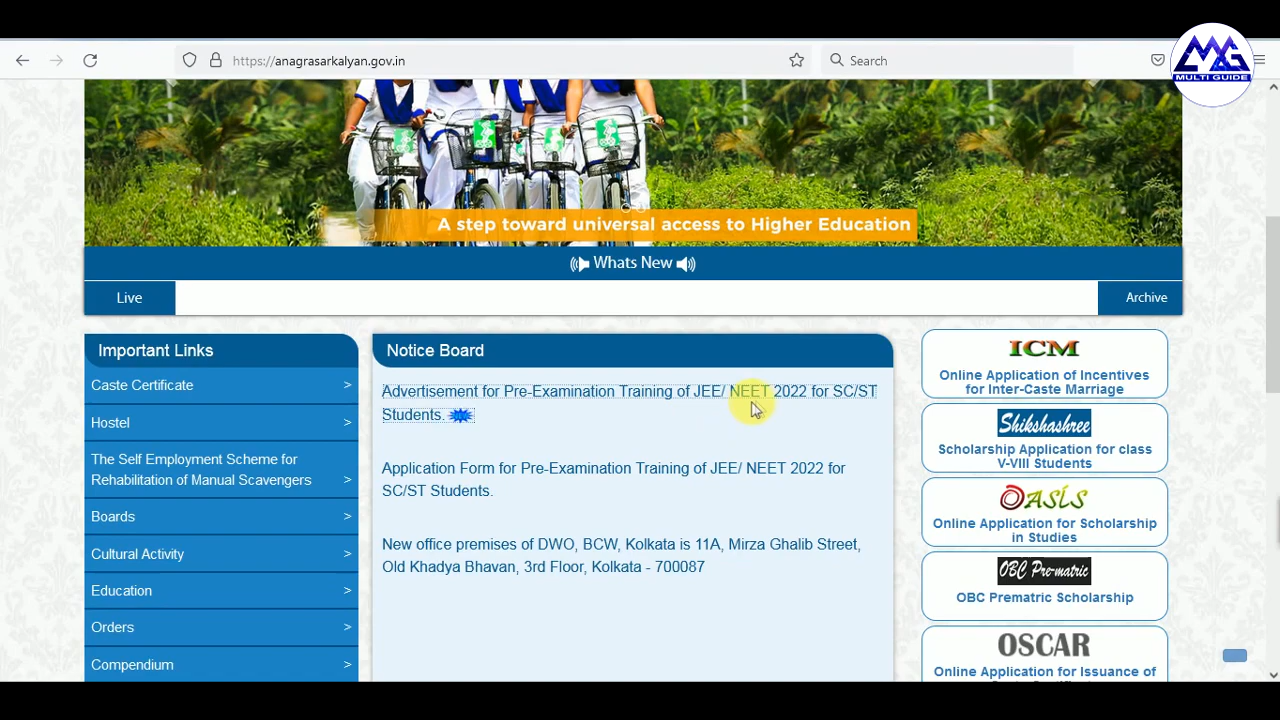 MULTI GUIDE
https://anagrasarkalyan.gov.in
Search
A step toward universal access to Higher Education
Whats New
Live
Archive
Important Links
Caste Certificate >
Hostel >
The Self Employment Scheme for
Rehabilitation of Manual Scavengers >
Boards >
Cultural Activity >
Education >
Orders >
Compendium >
Notice Board
Advertisement for Pre-Examination Training of JEE/ NEET 2022 for SC/ST
Students.
Application Form for Pre-Examination Training of JEE/ NEET 2022 for
SC/ST Students.
New office premises of DWO, BCW, Kolkata is 11A, Mirza Ghalib Street,
Old Khadya Bhavan, 3rd Floor, Kolkata - 700087
ICM
Online Application of Incentives
for Inter-Caste Marriage
Shikshashree
Scholarship Application for class
V-VIII Students
OASIS
Online Application for Scholarship
in Studies
OBC Pre-matric
OBC Prematric Scholarship
OSCAR
Online Application for Issuance of